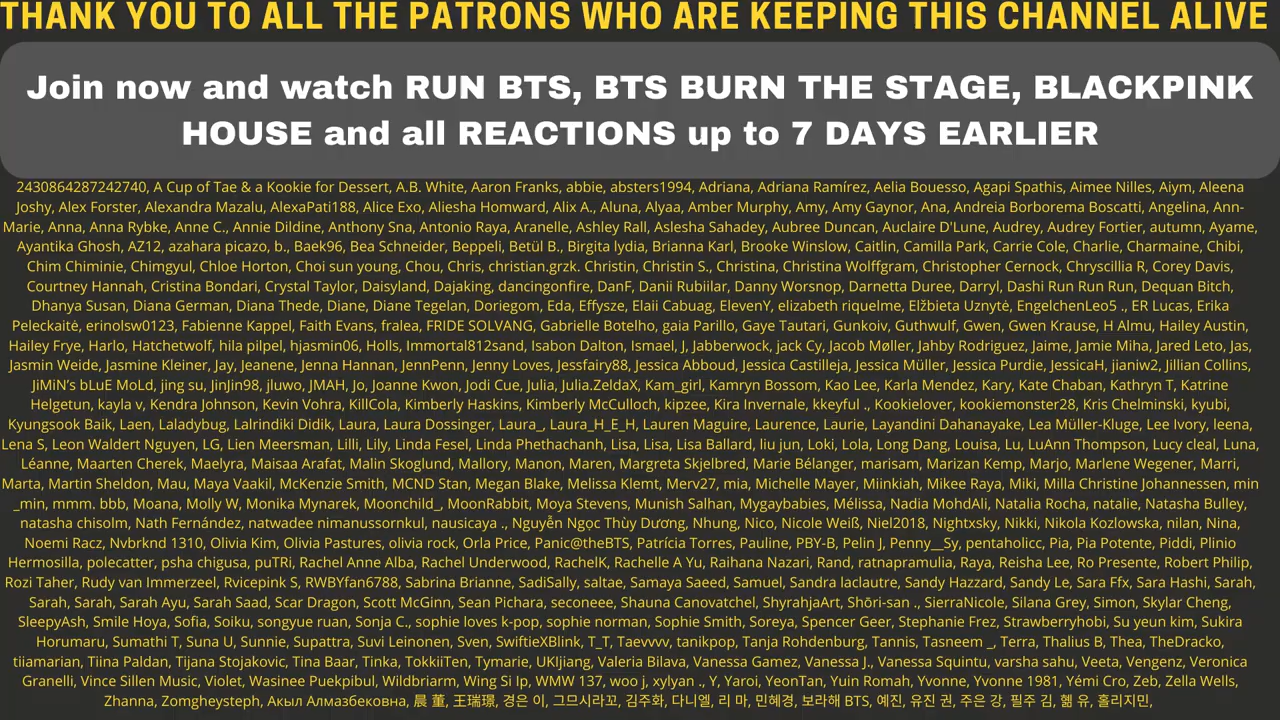 THANK YOU TO ALL THE PATRONS WHO ARE KEEPING THIS CHANNEL ALIVE
Join now and watch RUN BTS, BTS BURN THE STAGE, BLACKPINK
HOUSE and all REACTIONS up to 7 DAYS EARLIER
2430864287242740, A Cup of Tae & a Kookie for Dessert, A.B. White, Aaron Franks, abbie, absters1994, Adriana, Adriana Ramírez, Aelia Bouesso, Agapi Spathis, Aimee Nilles, Aiym, Aleena
Joshy, Alex Forster, Alexandra Mazalu, AlexaPati188, Alice Exo, Aliesha Homward, Alix A., Aluna, Alyaa, Amber Murphy, Amy, Amy Gaynor, Ana, Andreia Borborema Boscatti, Angelina, Ann-
Marie, Anna, Anna Rybke, Anne C., Annie Dildine, Anthony Sna, Antonio Raya, Aranelle, Ashley Rall, Aslesha Sahadey, Aubree Duncan, Auclaire D'Lune, Audrey, Audrey Fortier, autumn, Ayame,
Ayantika Ghosh, AZ12, azahara picazo, b., Baek96, Bea Schneider, Beppeli, Betül B., Birgita lydia, Brianna Karl, Brooke Winslow, Caitlin, Camilla Park, Carrie Cole, Charlie, Charmaine, Chibi,
Chim Chiminie, Chimgyul, Chloe Horton, Choi sun young, Chou, Chris, christian.grzk. Christin, Christin S., Christina, Christina Wolffgram, Christopher Cernock, Chryscillia R, Corey Davis,
Courtney Hannah, Cristina Bondari, Crystal Taylor, Daisyland, Dajaking, dancingonfire, DanF, Danii Rubiilar, Danny Worsnop, Darnetta Duree, Darryl, Dashi Run Run Run, Dequan Bitch,
Dhanya Susan, Diana German, Diana Thede, Diane, Diane Tegelan, Doriegom, Eda, Effysze, Elaii Cabuag, ElevenY, elizabeth riquelme, Elžbieta Uznytė, EngelchenLeo5 ., ER Lucas, Erika
Peleckaitė, erinolsw0123, Fabienne Kappel, Faith Evans, fralea, FRIDE SOLVANG, Gabrielle Botelho, gaia Parillo, Gaye Tautari, Gunkoiv, Guthwulf, Gwen, Gwen Krause, H Almu, Hailey Austin,
Hailey Frye, Harlo, Hatchetwolf, hila pilpel, hjasmin06, Holls, Immortal812sand, Isabon Dalton, Ismael, J, Jabberwock, jack Cy, Jacob Møller, Jahby Rodriguez, Jaime, Jamie Miha, Jared Leto, Jas,
Jasmin Weide, Jasmine Kleiner, Jay, Jeanene, Jenna Hannan, JennPenn, Jenny Loves, Jessfairy88, Jessica Abboud, Jessica Castilleja, Jessica Müller, Jessica Purdie, JessicaH, jianiw2, Jillian Collins,
JiMiN’s bLuE MoLd, jing su, JinJin98, jluwo, JMAH, Jo, Joanne Kwon, Jodi Cue, Julia, Julia.ZeldaX, Kam_girl, Kamryn Bossom, Kao Lee, Karla Mendez, Kary, Kate Chaban, Kathryn T, Katrine
Helgetun, kayla v, Kendra Johnson, Kevin Vohra, KillCola, Kimberly Haskins, Kimberly McCulloch, kipzee, Kira Invernale, kkeyful ., Kookielover, kookiemonster28, Kris Chelminski, kyubi,
Kyungsook Baik, Laen, Laladybug, Lalrindiki Didik, Laura, Laura Dossinger, Laura_, Laura_H_E_H, Lauren Maguire, Laurence, Laurie, Layandini Dahanayake, Lea Müller-Kluge, Lee Ivory, leena,
Lena S, Leon Waldert Nguyen, LG, Lien Meersman, Lilli, Lily, Linda Fesel, Linda Phethachanh, Lisa, Lisa, Lisa Ballard, liu jun, Loki, Lola, Long Dang, Louisa, Lu, LuAnn Thompson, Lucy cleal, Luna,
Léanne, Maarten Cherek, Maelyra, Maisaa Arafat, Malin Skoglund, Mallory, Manon, Maren, Margreta Skjelbred, Marie Bélanger, marisam, Marizan Kemp, Marjo, Marlene Wegener, Marri,
Marta, Martin Sheldon, Mau, Maya Vaakil, McKenzie Smith, MCND Stan, Megan Blake, Melissa Klemt, Merv27, mia, Michelle Mayer, Miinkiah, Mikee Raya, Miki, Milla Christine Johannessen, min
_min, mmm. bbb, Moana, Molly W, Monika Mynarek, Moonchild_, MoonRabbit, Moya Stevens, Munish Salhan, Mygaybabies, Mélissa, Nadia MohdAli, Natalia Rocha, natalie, Natasha Bulley,
natasha chisolm, Nath Fernández, natwadee nimanussornkul, nausicaya ., Nguyễn Ngọc Thùy Dương, Nhung, Nico, Nicole Weiß, Niel2018, Nightxsky, Nikki, Nikola Kozlowska, nilan, Nina,
Noemi Racz, Nvbrknd 1310, Olivia Kim, Olivia Pastures, olivia rock, Orla Price, Panic@theBTS, Patrícia Torres, Pauline, PBY-B, Pelin J, Penny__Sy, pentaholicc, Pia, Pia Potente, Piddi, Plinio
Hermosilla, polecatter, psha chigusa, puTRi, Rachel Anne Alba, Rachel Underwood, RachelK, Rachelle A Yu, Raihana Nazari, Rand, ratnapramulia, Raya, Reisha Lee, Ro Presente, Robert Philip,
Rozi Taher, Rudy van Immerzeel, Rvicepink S, RWBYfan6788, Sabrina Brianne, SadiSally, saltae, Samaya Saeed, Samuel, Sandra laclautre, Sandy Hazzard, Sandy Le, Sara Ffx, Sara Hashi, Sarah,
Sarah, Sarah, Sarah Ayu, Sarah Saad, Scar Dragon, Scott McGinn, Sean Pichara, seconeee, Shauna Canovatchel, ShyrahjaArt, Shōri-san ., SierraNicole, Silana Grey, Simon, Skylar Cheng,
SleepyAsh, Smile Hoya, Sofia, Soiku, songyue ruan, Sonja C., sophie loves k-pop, sophie norman, Sophie Smith, Soreya, Spencer Geer, Stephanie Frez, Strawberryhobi, Su yeun kim, Sukira
Horumaru, Sumathi T, Suna U, Sunnie, Supattra, Suvi Leinonen, Sven, SwiftieXBlink, T_T, Taevvvv, tanikpop, Tanja Rohdenburg, Tannis, Tasneem _, Terra, Thalius B, Thea, TheDracko,
tiiamarian, Tiina Paldan, Tijana Stojakovic, Tina Baar, Tinka, TokkiiTen, Tymarie, UKIjiang, Valeria Bilava, Vanessa Gamez, Vanessa J., Vanessa Squintu, varsha sahu, Veeta, Vengenz, Veronica
Granelli, Vince Sillen Music, Violet, Wasinee Puekpibul, Wildbriarm, Wing Si Ip, WMW 137, woo j, xylyan ., Y, Yaroi, YeonTan, Yuin Romah, Yvonne, Yvonne 1981, Yémi Cro, Zeb, Zella Wells,
Zhanna, Zomgheysteph, Акыл Алмазбековна, 晨 董, 王瑞璟, 경은 이, 그므시라꼬, 김주화, 다니엘, 리 마, 민혜경, 보라해 BTS, 예진, 유진 권, 주은 강, 필주 김, 혪 유, 홀리지민,